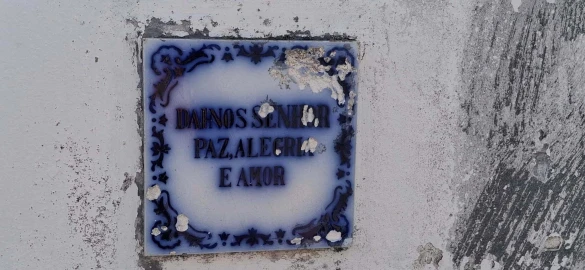 DAINOS SENHOR
PAZ, ALEGRIA
E AMOR